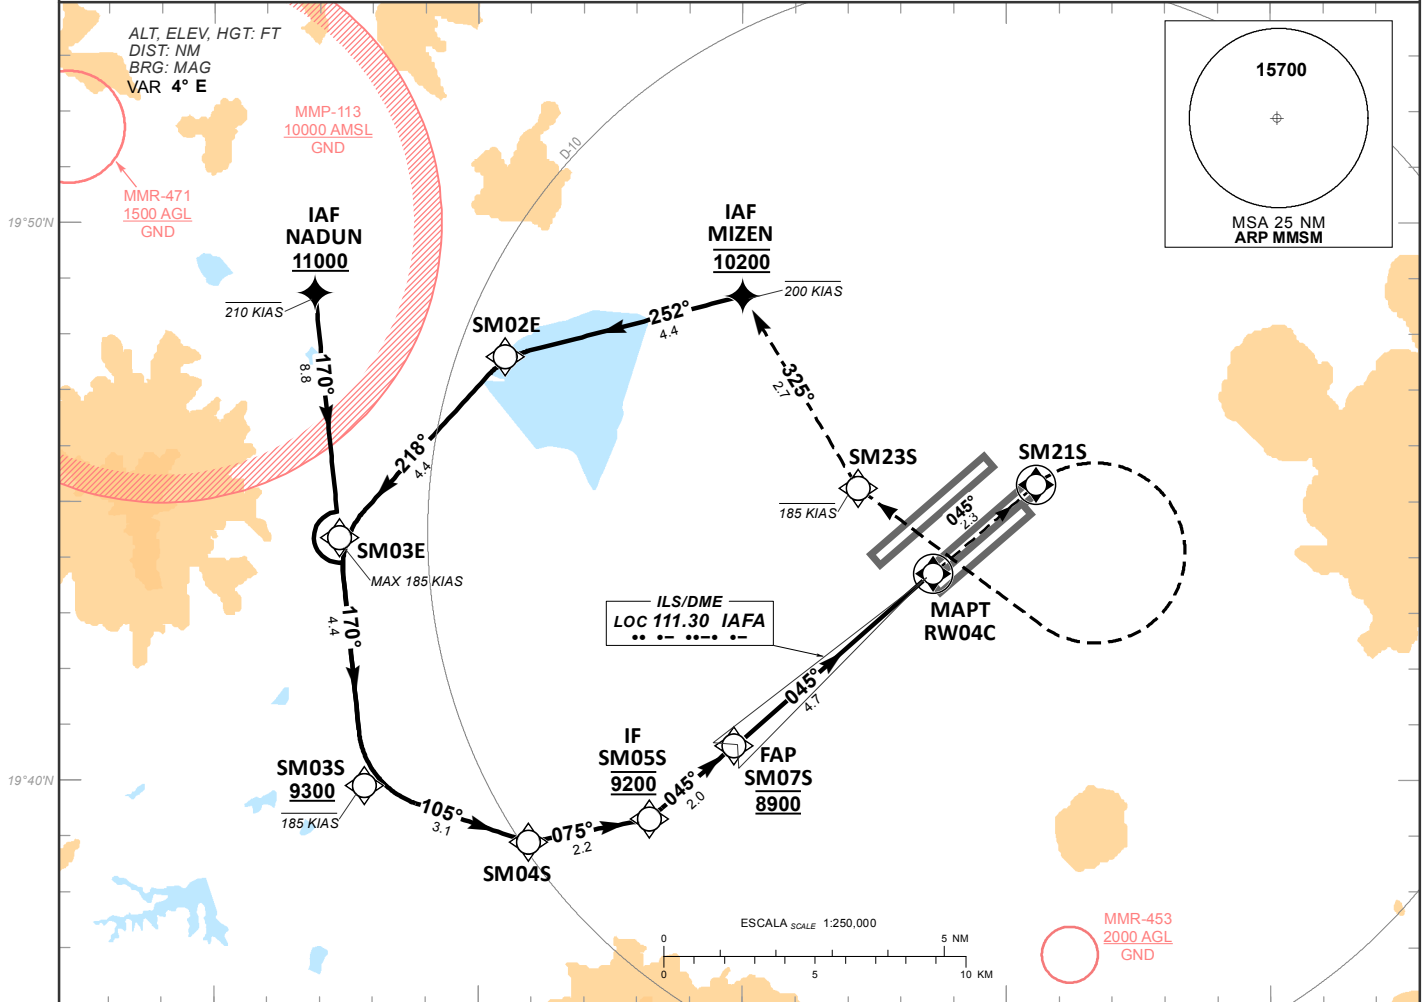 ALT, ELEV, HGT: FT
DIST: NM
BRG: MAG
VAR 4° E
MMP-113
10000 AMSL
GND
MMR-471
1500 AGL
GND
D-10
15700
MSA 25 NM
ARP MMSM
19°50'N
IAF
NADUN
11000
210 KIAS
IAF
MIZEN
10200
200 KIAS
SM02E
252°
4.4
170°
8.8
325°
2.7
218°
4.4
SM23S
185 KIAS
SM21S
045°
2.3
SM03E
MAX 185 KIAS
ILS/DME
LOC 111.30 IAFA
MAPT
RW04C
170°
4.4
045°
4.7
19°40'N
SM03S
9300
185 KIAS
IF
SM05S
9200
FAP
SM07S
8900
045°
2.0
105°
3.1
075°
2.2
SM04S
ESCALA SCALE 1:250,000
0 5 NM
0 5 10 KM
MMR-453
2000 AGL
GND